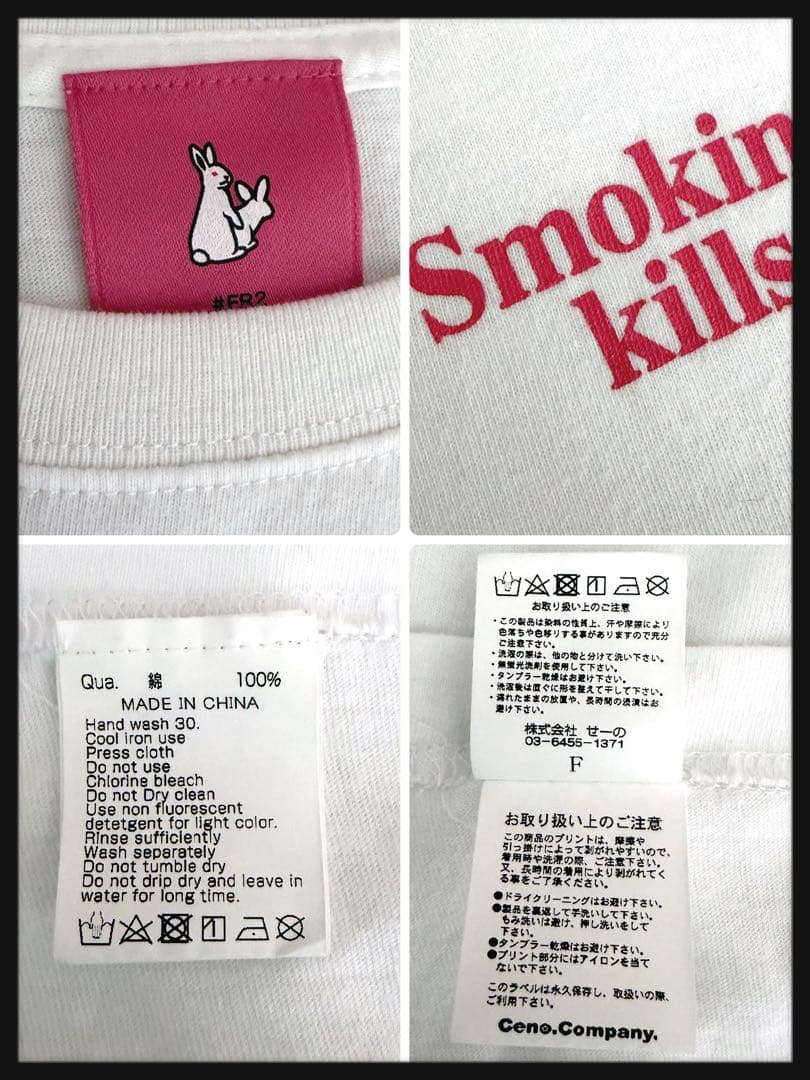 #FR2
Smokin
kills
Qua. 綿 100%
MADE IN CHINA
Hand wash 30.
Cool iron use
Press cloth
Do not use
Chlorine bleach
Do not Dry clean
Use non fluorescent
detetgent for light color.
Rinse sufficiently
Wash separately
Do not tumble dry
Do not drip dry and leave in
water for long time.
お取り扱い上のご注意
・この製品は染料の性質上、汗や摩擦により
色落ちや色移りする事がありますので充分
ご注意下さい。
・洗濯の際は、他の物と分けて洗い下さい。
・無蛍光洗剤を使用して下さい。
・タンブラー乾燥はお避け下さい。
・洗濯後は直ぐに形を整えて干して下さい。
・濡れたままの放置や、長時間の浸漬はお
避け下さい。
株式会社 せーの
03-6455-1371
F
お取り扱い上のご注意
この商品のプリントは、摩擦や
引っ掛けによって剥がれやすいので、
着用時や洗濯の際、ご注意下さい。
又、長時間の着用により剥がれてく
る事をご了承ください。
●ドライクリーニングはお避け下さい。
●製品を裏返して手洗いして下さい。
もみ洗いは避け、押し洗いをして
下さい。
●タンブラー乾燥はお避け下さい。
●プリント部分にはアイロンを当て
ないで下さい。
このラベルは永久保存し、取扱いの際、
ご利用下さい。
Ceno.Company.